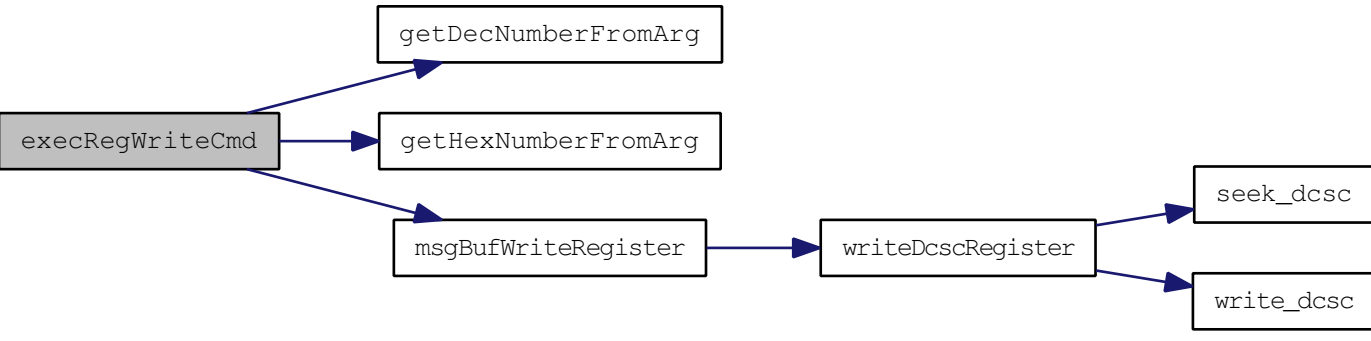 getDecNumberFromArg
execRegWriteCmd
getHexNumberFromArg
msgBufWriteRegister
writeDcscRegister
seek_dcsc
write_dcsc